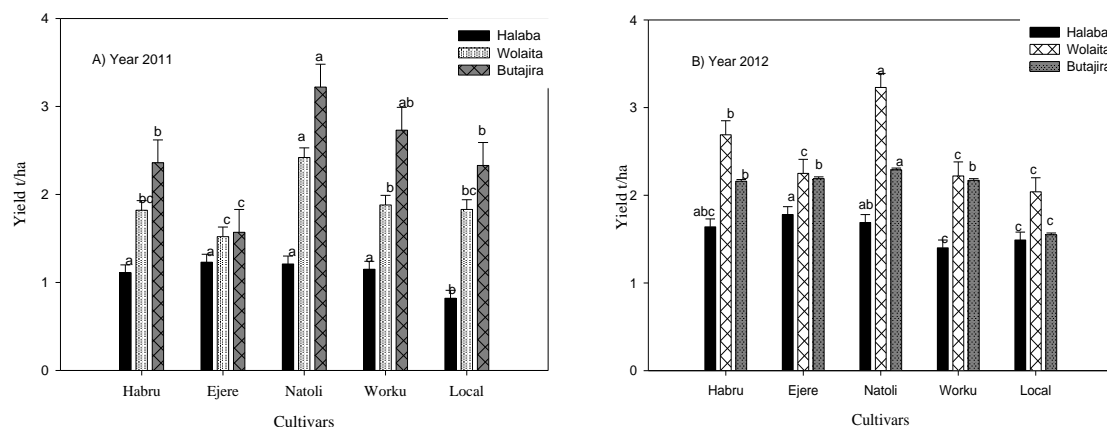 4
3
2
1
0
Yield t/ha
A) Year 2011
Halaba
Wolaita
Butajira
a
bc
b
a
c
c
a
a
a
a
b
ab
b
bc
b
Habru
Ejere
Natoli
Worku
Local
Cultivars
4
3
2
1
0
Yield t/ha
B) Year 2012
Halaba
Wolaita
Butajira
abc
b
b
a
c
b
ab
a
a
c
c
b
c
c
c
Habru
Ejere
Natoli
Worku
Local
Cultivars